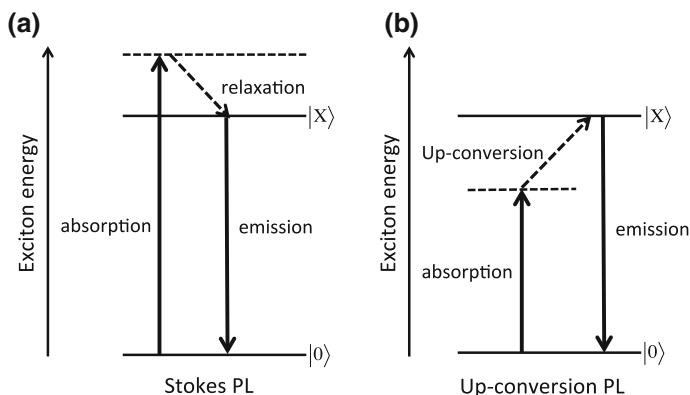 (a)
Exciton energy
relaxation
|X⟩
absorption
emission
|0⟩
Stokes PL
(b)
Exciton energy
|X⟩
Up-conversion
emission
absorption
|0⟩
Up-conversion PL